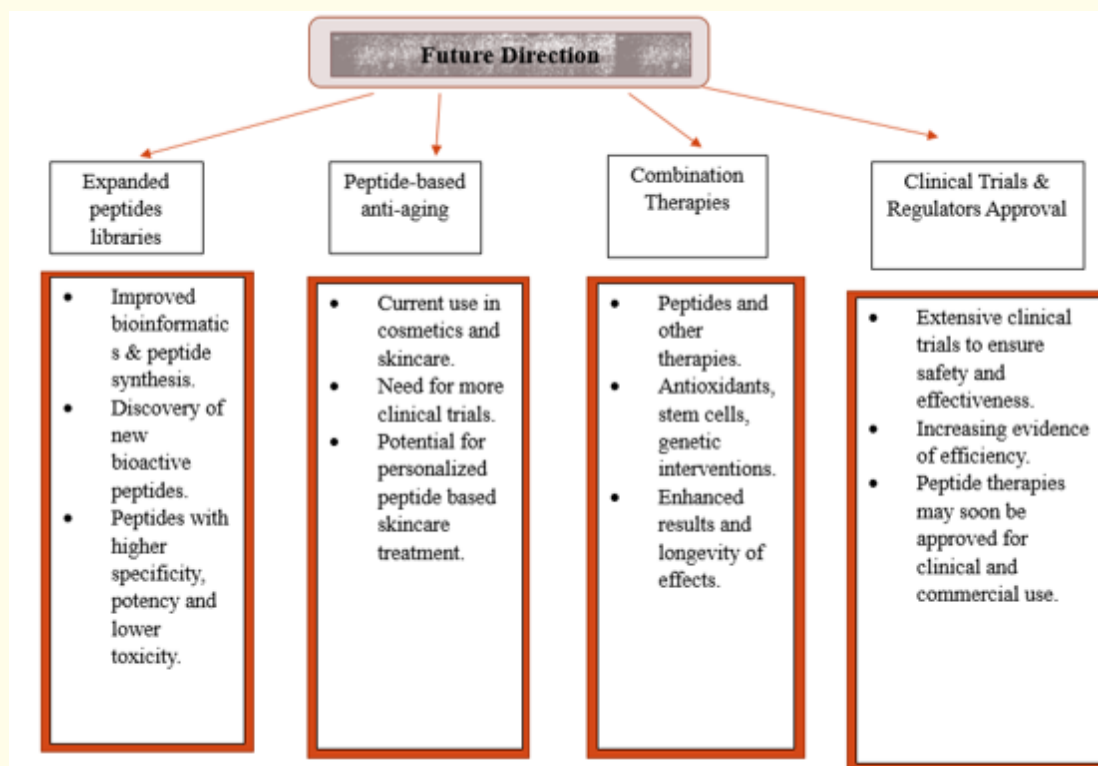 Future Direction
Expanded
peptides
libraries
Peptide-based
anti-aging
Combination
Therapies
Clinical Trials &
Regulators Approval
• Improved
bioinformatic
s & peptide
synthesis.
• Discovery of
new
bioactive
peptides.
• Peptides with
higher
specificity,
potency and
lower
toxicity.
• Current use in
cosmetics and
skincare.
• Need for more
clinical trials.
• Potential for
personalized
peptide based
skincare
treatment.
• Peptides and
other
therapies.
• Antioxidants,
stem cells,
genetic
interventions.
• Enhanced
results and
longevity of
effects.
• Extensive clinical
trials to ensure
safety and
effectiveness.
• Increasing evidence
of efficiency.
• Peptide therapies
may soon be
approved for
clinical and
commercial use.